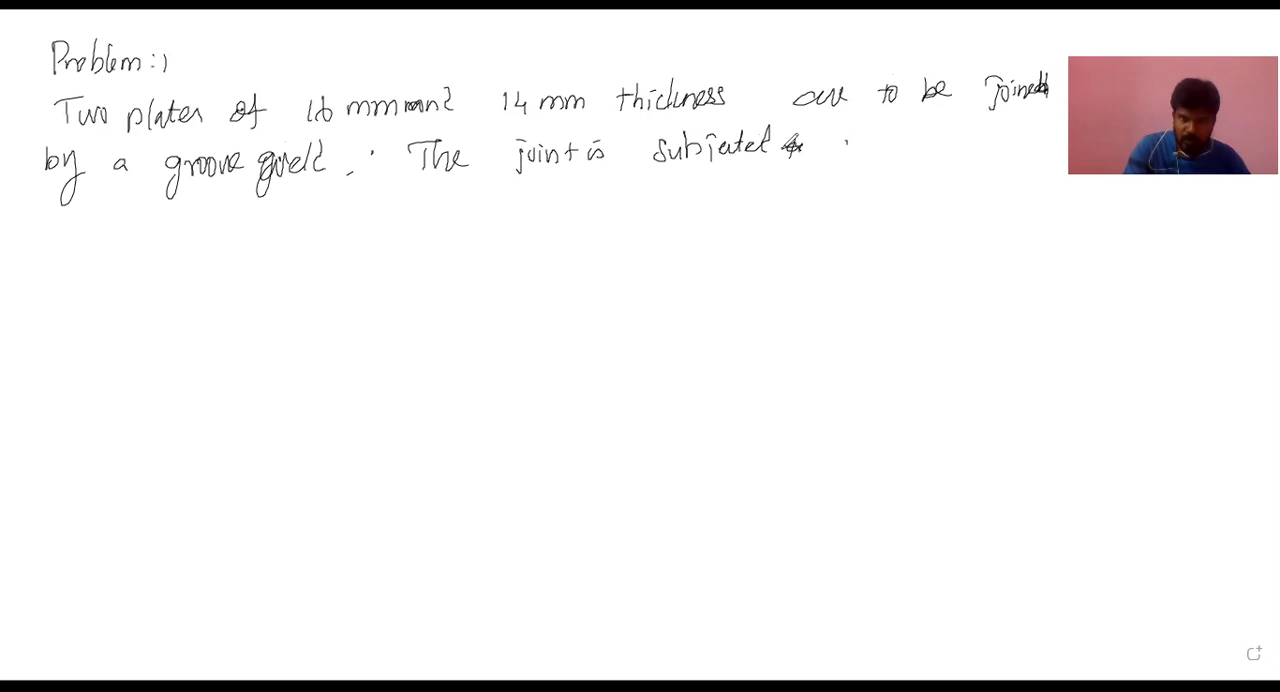 Problem:1
Two plates of 16 mm and 14 mm thickness are to be joined
by a groove weld. The joint is subjected